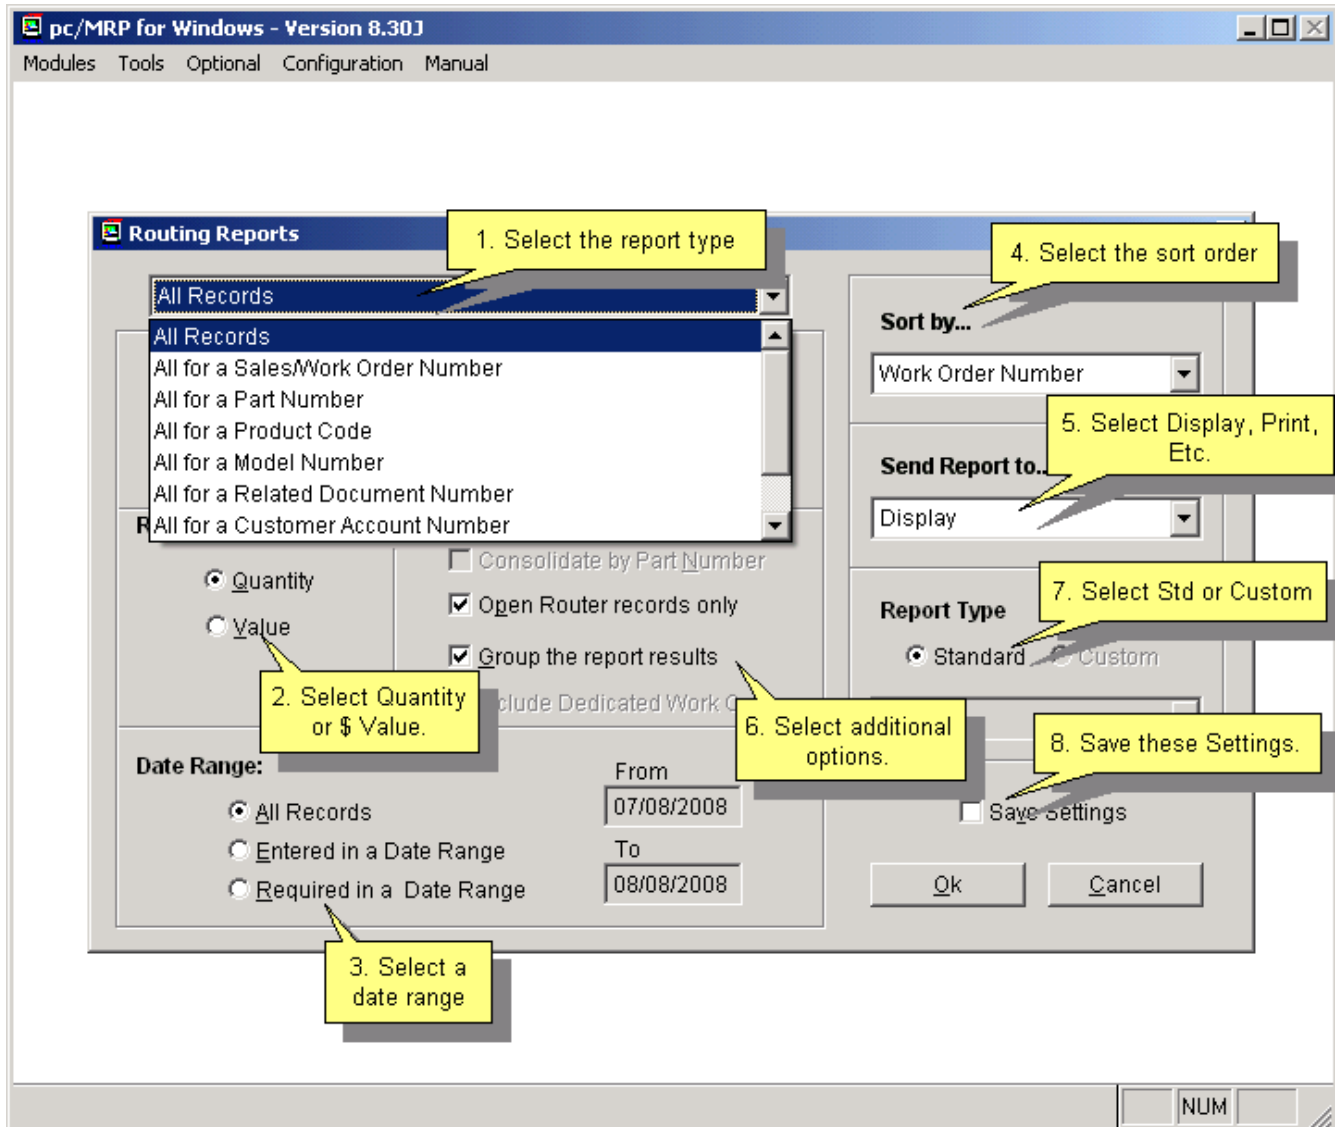 pc/MRP for Windows - Version 8.30J
Modules Tools Optional Configuration Manual
Routing Reports
1. Select the report type
All Records
All Records
All for a Sales/Work Order Number
All for a Part Number
All for a Product Code
All for a Model Number
All for a Related Document Number
All for a Customer Account Number
4. Select the sort order
Sort by...
Work Order Number
5. Select Display, Print,
Etc.
Send Report to..
Display
R
Quantity
Value
2. Select Quantity
or $ Value.
Consolidate by Part Number
Open Router records only
Group the report results
clude Dedicated Work
6. Select additional
options.
7. Select Std or Custom
Report Type
Standard
Custom
8. Save these Settings.
Save Settings
Date Range:
All Records
Entered in a Date Range
Required in a Date Range
From
07/08/2008
To
08/08/2008
3. Select a
date range
Ok
Cancel
NUM